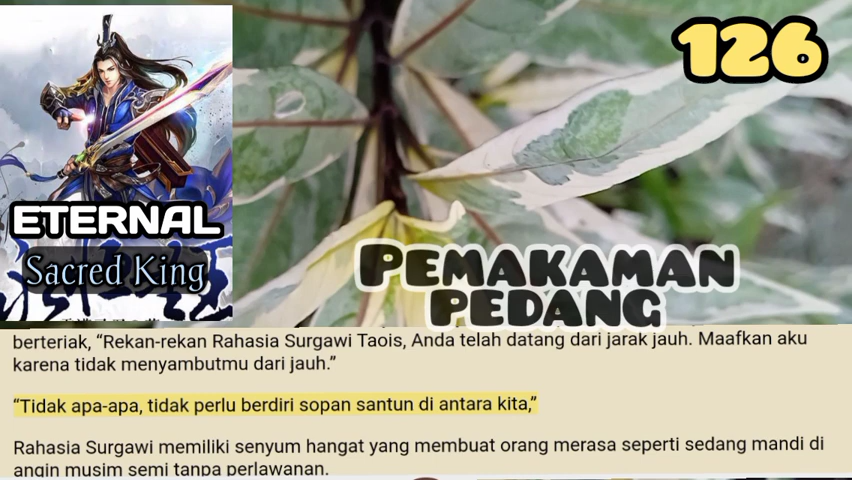 126
ETERNAL
Sacred King
PEMAKAMAN
PEDANG
berteriak, “Rekan-rekan Rahasia Surgawi Taois, Anda telah datang dari jarak jauh. Maafkan aku
karena tidak menyambutmu dari jauh.”
“Tidak apa-apa, tidak perlu berdiri sopan santun di antara kita,”
Rahasia Surgawi memiliki senyum hangat yang membuat orang merasa seperti sedang mandi di
angin musim semi tanpa perlawanan.